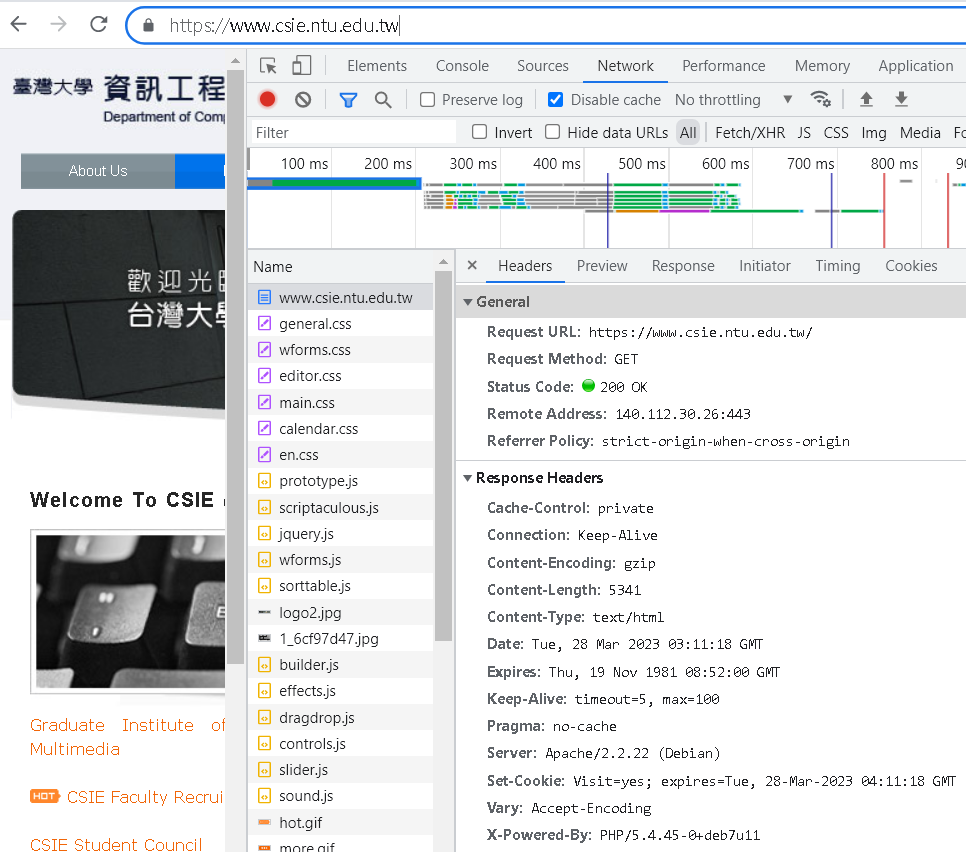 https://www.csie.ntu.edu.tw
臺灣大學 資訊工程
Department of Comp
About Us
歡迎光臨
台灣大學
Welcome To CSIE
Graduate Institute of
Multimedia
HOT CSIE Faculty Recrui
CSIE Student Council
Elements Console Sources Network Performance Memory Application
Preserve log Disable cache No throttling
Filter Invert Hide data URLs All Fetch/XHR JS CSS Img Media Fo
100 ms 200 ms 300 ms 400 ms 500 ms 600 ms 700 ms 800 ms 90
Name
www.csie.ntu.edu.tw
general.css
wforms.css
editor.css
main.css
calendar.css
en.css
prototype.js
scriptaculous.js
jquery.js
wforms.js
sorttable.js
logo2.jpg
1_6cf97d47.jpg
builder.js
effects.js
dragdrop.js
controls.js
slider.js
sound.js
hot.gif
more.gif
Headers Preview Response Initiator Timing Cookies
General
Request URL: https://www.csie.ntu.edu.tw/
Request Method: GET
Status Code: 200 OK
Remote Address: 140.112.30.26:443
Referrer Policy: strict-origin-when-cross-origin
Response Headers
Cache-Control: private
Connection: Keep-Alive
Content-Encoding: gzip
Content-Length: 5341
Content-Type: text/html
Date: Tue, 28 Mar 2023 03:11:18 GMT
Expires: Thu, 19 Nov 1981 08:52:00 GMT
Keep-Alive: timeout=5, max=100
Pragma: no-cache
Server: Apache/2.2.22 (Debian)
Set-Cookie: Visit=yes; expires=Tue, 28-Mar-2023 04:11:18 GMT
Vary: Accept-Encoding
X-Powered-By: PHP/5.4.45-0+deb7u11